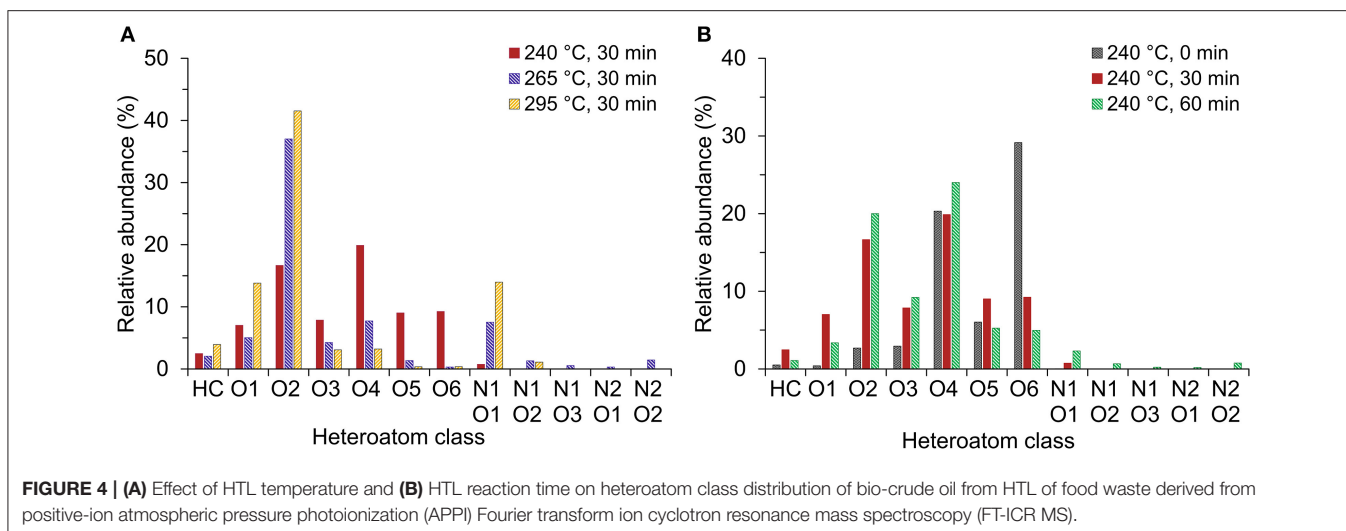 A
50
40
30
20
10
0
Relative abundance (%)
240 °C, 30 min
265 °C, 30 min
295 °C, 30 min
HC O1 O2 O3 O4 O5 O6 N1 N1 N1 N2 N2
O1 O2 O3 O1 O2
Heteroatom class
B
40
30
20
10
0
Relative abundance (%)
240 °C, 0 min
240 °C, 30 min
240 °C, 60 min
HC O1 O2 O3 O4 O5 O6 N1 N1 N1 N2 N2
O1 O2 O3 O1 O2
Heteroatom class
FIGURE 4 | (A) Effect of HTL temperature and (B) HTL reaction time on heteroatom class distribution of bio-crude oil from HTL of food waste derived from
positive-ion atmospheric pressure photoionization (APPI) Fourier transform ion cyclotron resonance mass spectroscopy (FT-ICR MS).